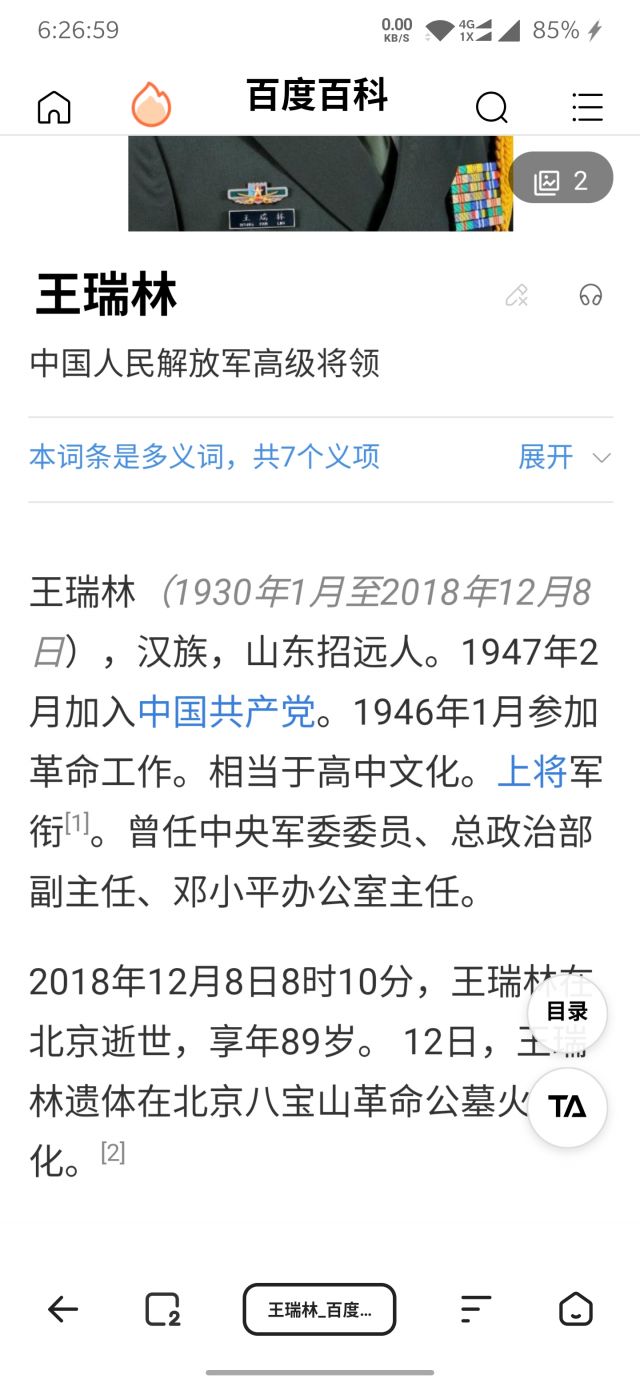 6:26:59
0.00 KB/S
4G
1X
85%
百度百科
王瑞林
2
王瑞林
中国人民解放军高级将领
本词条是多义词，共7个义项 展开
王瑞林（1930年1月至2018年12月8
日），汉族，山东招远人。1947年2
月加入中国共产党。1946年1月参加
革命工作。相当于高中文化。上将军
衔[1]。曾任中央军委委员、总政治部
副主任、邓小平办公室主任。
2018年12月8日8时10分，王瑞林在
北京逝世，享年89岁。 12日，王瑞
林遗体在北京八宝山革命公墓火
化。[2]
目录
TA
2
王瑞林_百度...